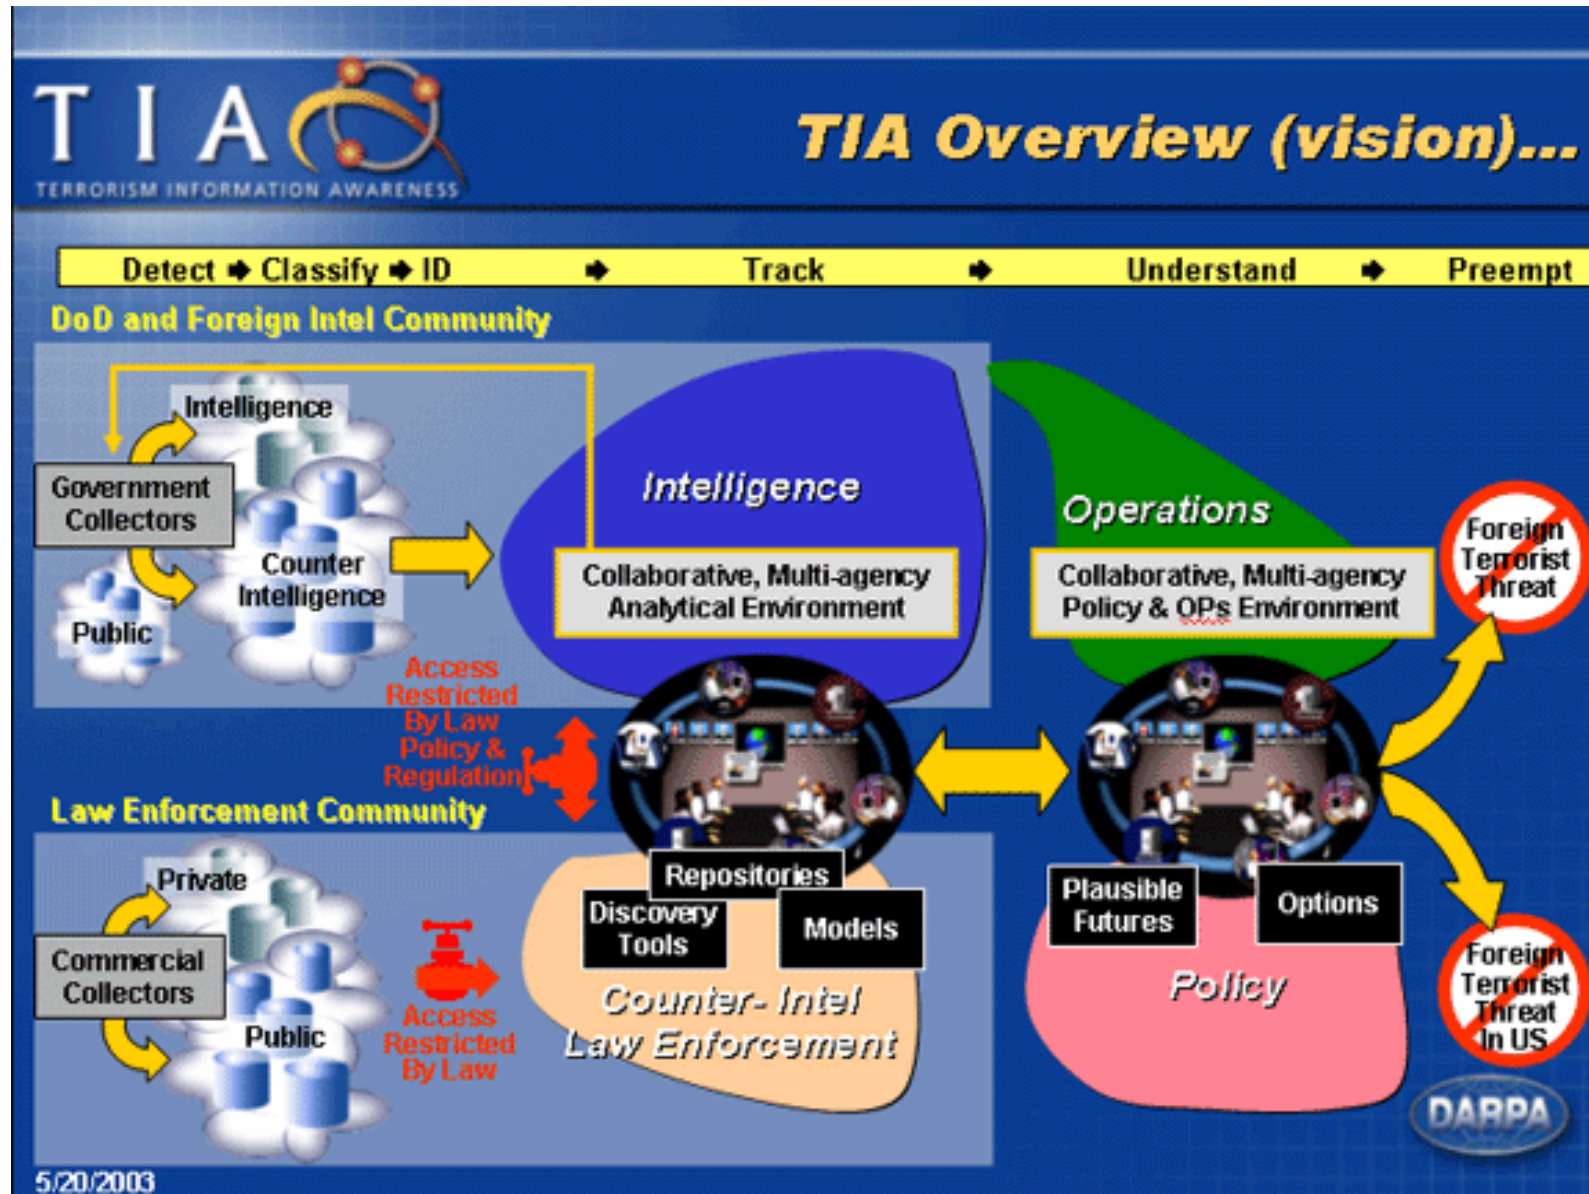 TIA
TERRORISM INFORMATION AWARENESS
TIA Overview (vision)...
Detect ➨ Classify ➨ ID ➨ Track ➨ Understand ➨ Preempt
DoD and Foreign Intel Community
Intelligence
Government
Collectors
Counter
Intelligence
Public
Intelligence
Collaborative, Multi-agency
Analytical Environment
Operations
Collaborative, Multi-agency
Policy & OPs Environment
Foreign
Terrorist
Threat
Access
Restricted
By Law
Policy &
Regulation
Law Enforcement Community
Private
Commercial
Collectors
Public
Access
Restricted
By Law
Repositories
Discovery
Tools
Models
Counter- Intel
Law Enforcement
Plausible
Futures
Options
Policy
Foreign
Terrorist
Threat
In US
DARPA
5/20/2003